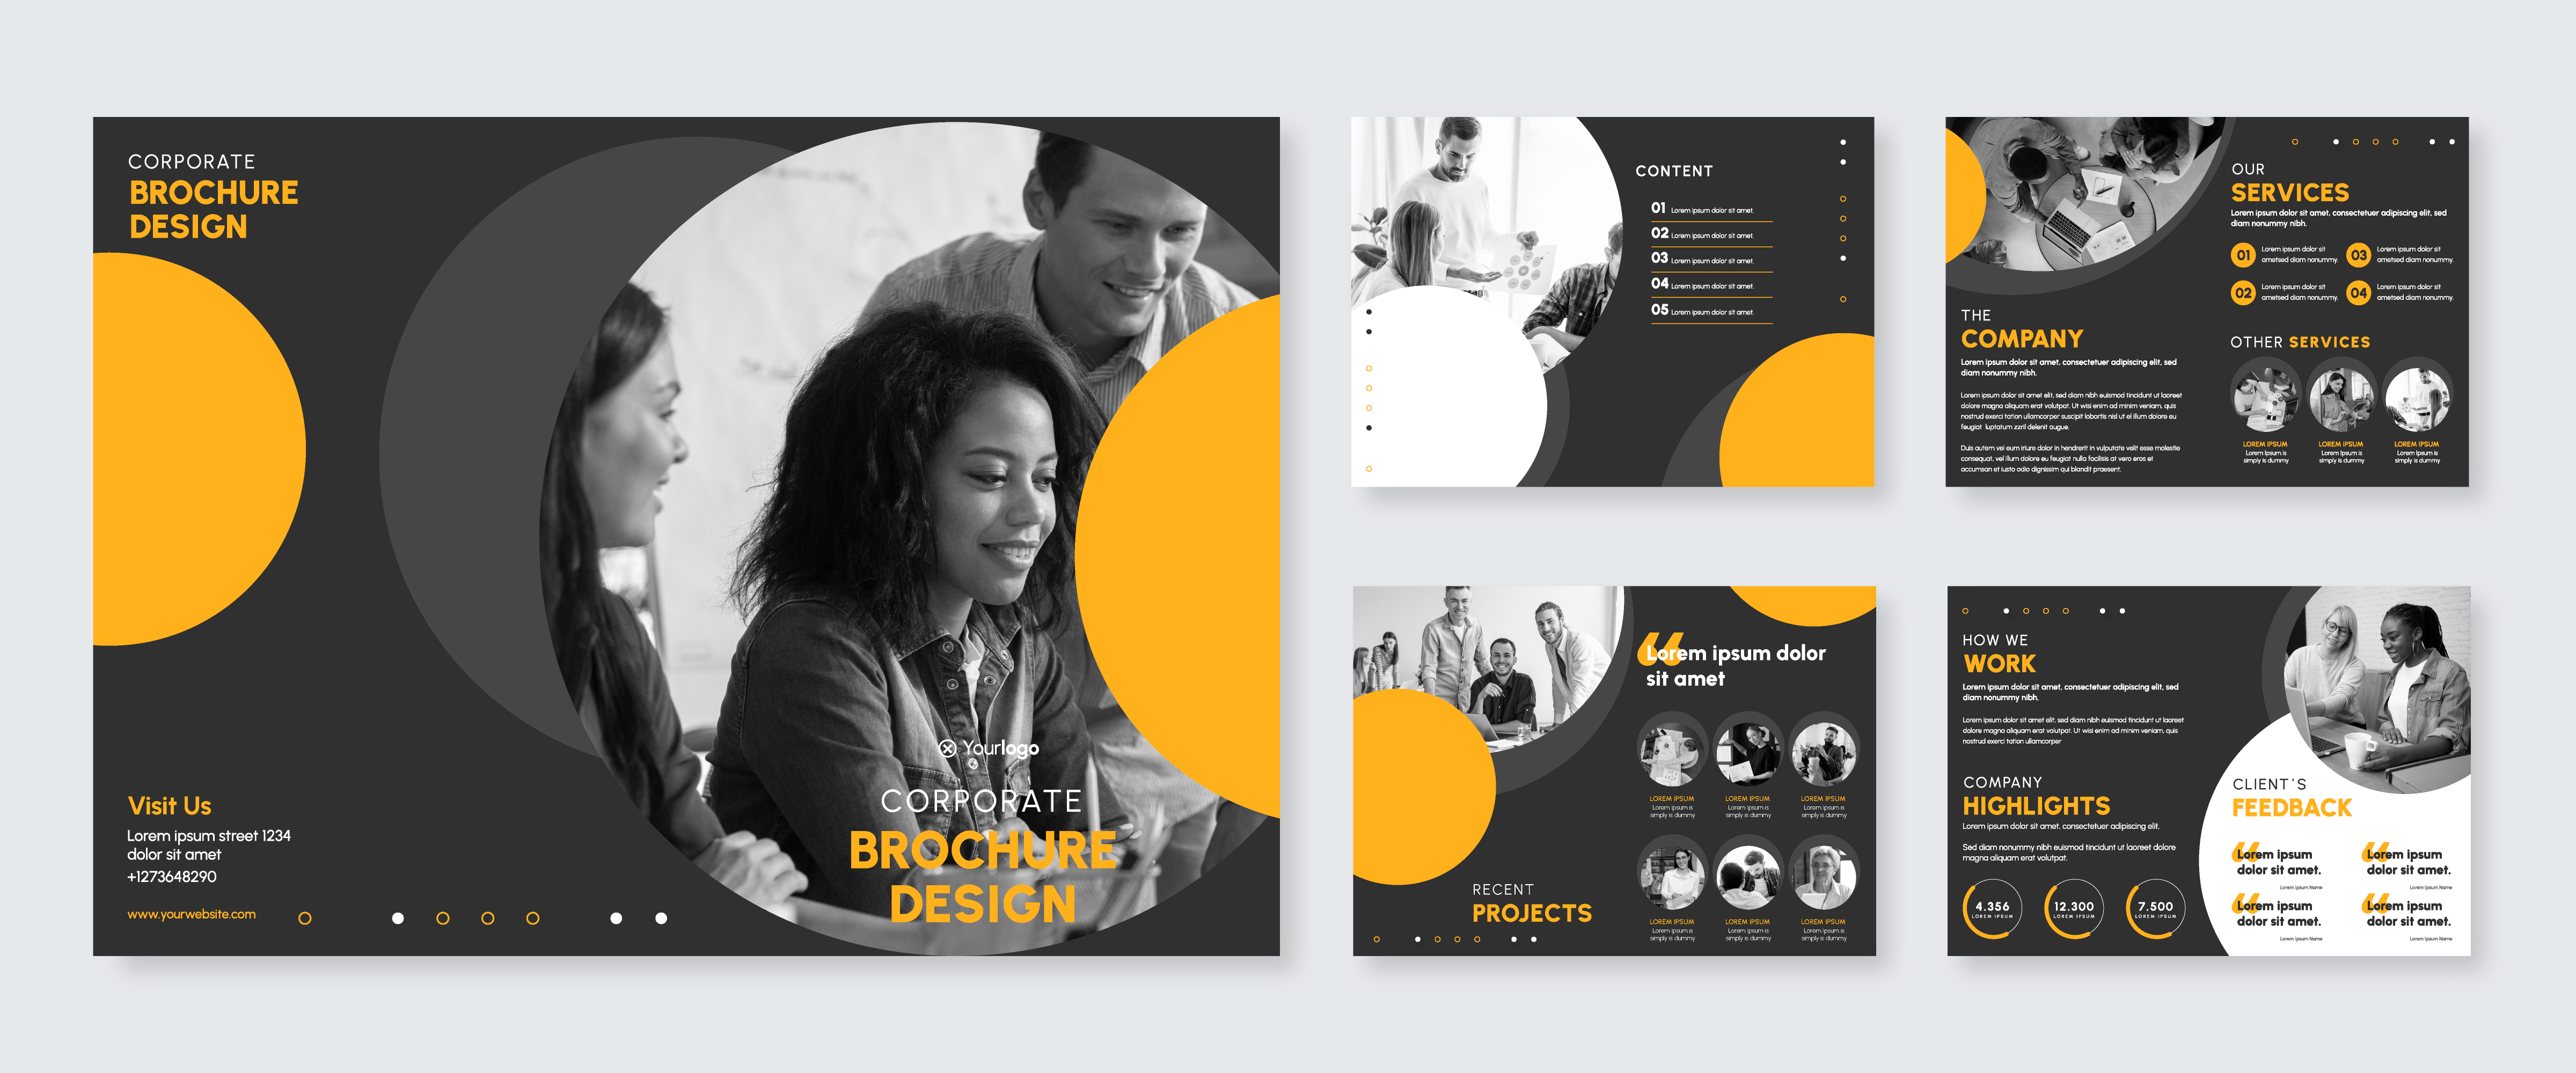 CORPORATE
BROCHURE
DESIGN
Visit Us
Lorem ipsum street 1234
dolor sit amet
+1273648290
www.yourwebsite.com
Yourlogo
CORPORATE
BROCHURE
DESIGN
CONTENT
01 Lorem ipsum dolor sit amet.
02 Lorem ipsum dolor sit amet.
03 Lorem ipsum dolor sit amet.
04 Lorem ipsum dolor sit amet.
05 Lorem ipsum dolor sit amet.
THE
COMPANY
Lorem ipsum dolor sit amet, consectetuer adipiscing elit, sed
diam nonummy nibh.
Lorem ipsum dolor sit amet elit, sed diam nibh euismod tincidunt ut laoreet
dolore magna aliquam erat volutpat. Ut wisi enim ad minim veniam, quis
nostrud exerci tation ullamcorper suscipit lobortis nisl ut el illum dolore eu
feugiat luptatum zzril delenit augue.
Duis autem vel eum iriure dolor in hendrerit in vulputate velit esse molestie
consequat, vel illum dolore eu feugiat nulla facilisis at vero eros et
accumsan et iusto odio dignissim qui blandit praesent.
OUR
SERVICES
Lorem ipsum dolor sit amet, consectetuer adipiscing elit, sed
diam nonummy nibh.
01 Lorem ipsum dolor sit
ametsed diam nonummy.
03 Lorem ipsum dolor sit
ametsed diam nonummy.
02 Lorem ipsum dolor sit
ametsed diam nonummy.
04 Lorem ipsum dolor sit
ametsed diam nonummy.
OTHER SERVICES
LOREM IPSUM
Lorem Ipsum is
simply is dummy
LOREM IPSUM
Lorem Ipsum is
simply is dummy
LOREM IPSUM
Lorem Ipsum is
simply is dummy
RECENT
PROJECTS
“
Lorem ipsum dolor
sit amet
LOREM IPSUM
Lorem Ipsum is
simply is dummy
LOREM IPSUM
Lorem Ipsum is
simply is dummy
LOREM IPSUM
Lorem Ipsum is
simply is dummy
LOREM IPSUM
Lorem Ipsum is
simply is dummy
LOREM IPSUM
Lorem Ipsum is
simply is dummy
LOREM IPSUM
Lorem Ipsum is
simply is dummy
HOW WE
WORK
Lorem ipsum dolor sit amet, consectetuer adipiscing elit, sed
diam nonummy nibh.
Lorem ipsum dolor sit amet elit, sed diam nibh euismod tincidunt ut laoreet
dolore magna aliquam erat volutpat. Ut wisi enim ad minim veniam, quis
nostrud exerci tation ullamcorper
COMPANY
HIGHLIGHTS
Lorem ipsum dolor sit amet, consectetuer adipiscing elit,
Sed diam nonummy nibh euismod tincidunt ut laoreet dolore
magna aliquam erat volutpat.
4.356
LOREM IPSUM
12.300
LOREM IPSUM
7.500
LOREM IPSUM
CLIENT´S
FEEDBACK
“
Lorem ipsum
dolor sit amet.
Lorem Ipsum Name
“
Lorem ipsum
dolor sit amet.
Lorem Ipsum Name
“
Lorem ipsum
dolor sit amet.
Lorem Ipsum Name
“
Lorem ipsum
dolor sit amet.
Lorem Ipsum Name